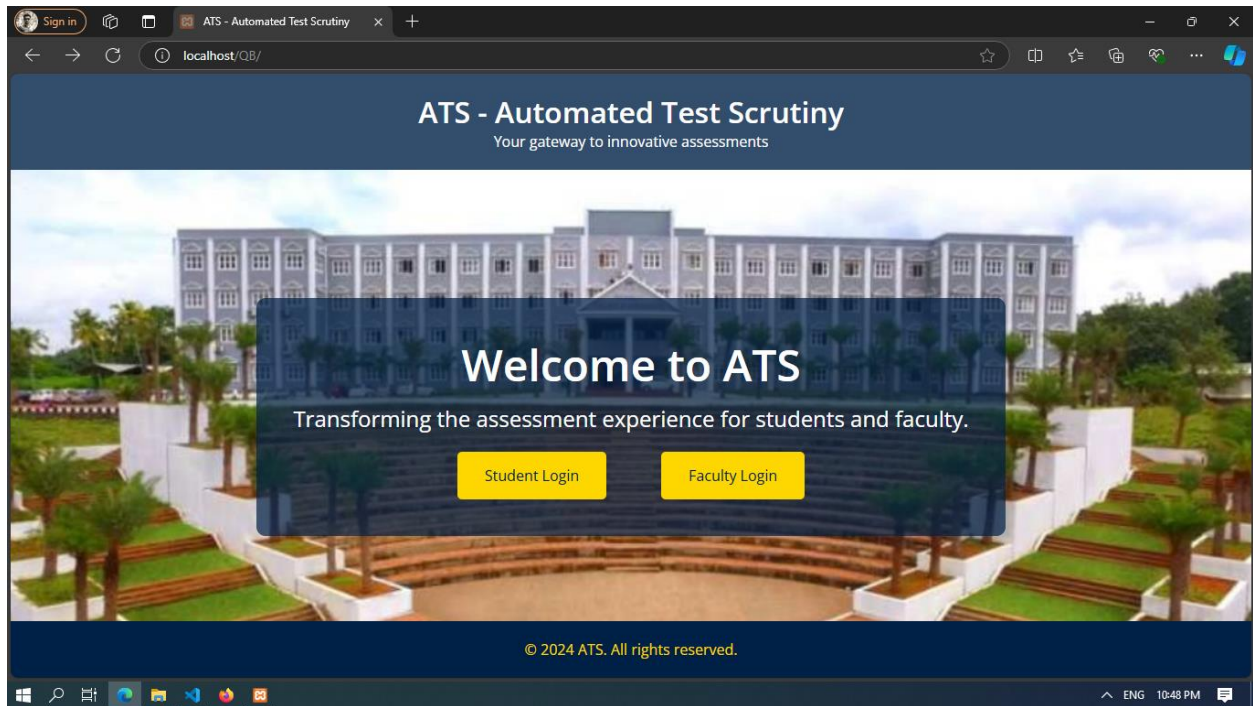 Sign in
ATS - Automated Test Scrutiny
localhost/QB/
ATS - Automated Test Scrutiny
Your gateway to innovative assessments
Welcome to ATS
Transforming the assessment experience for students and faculty.
Student Login
Faculty Login
© 2024 ATS. All rights reserved.
ENG 10:48 PM